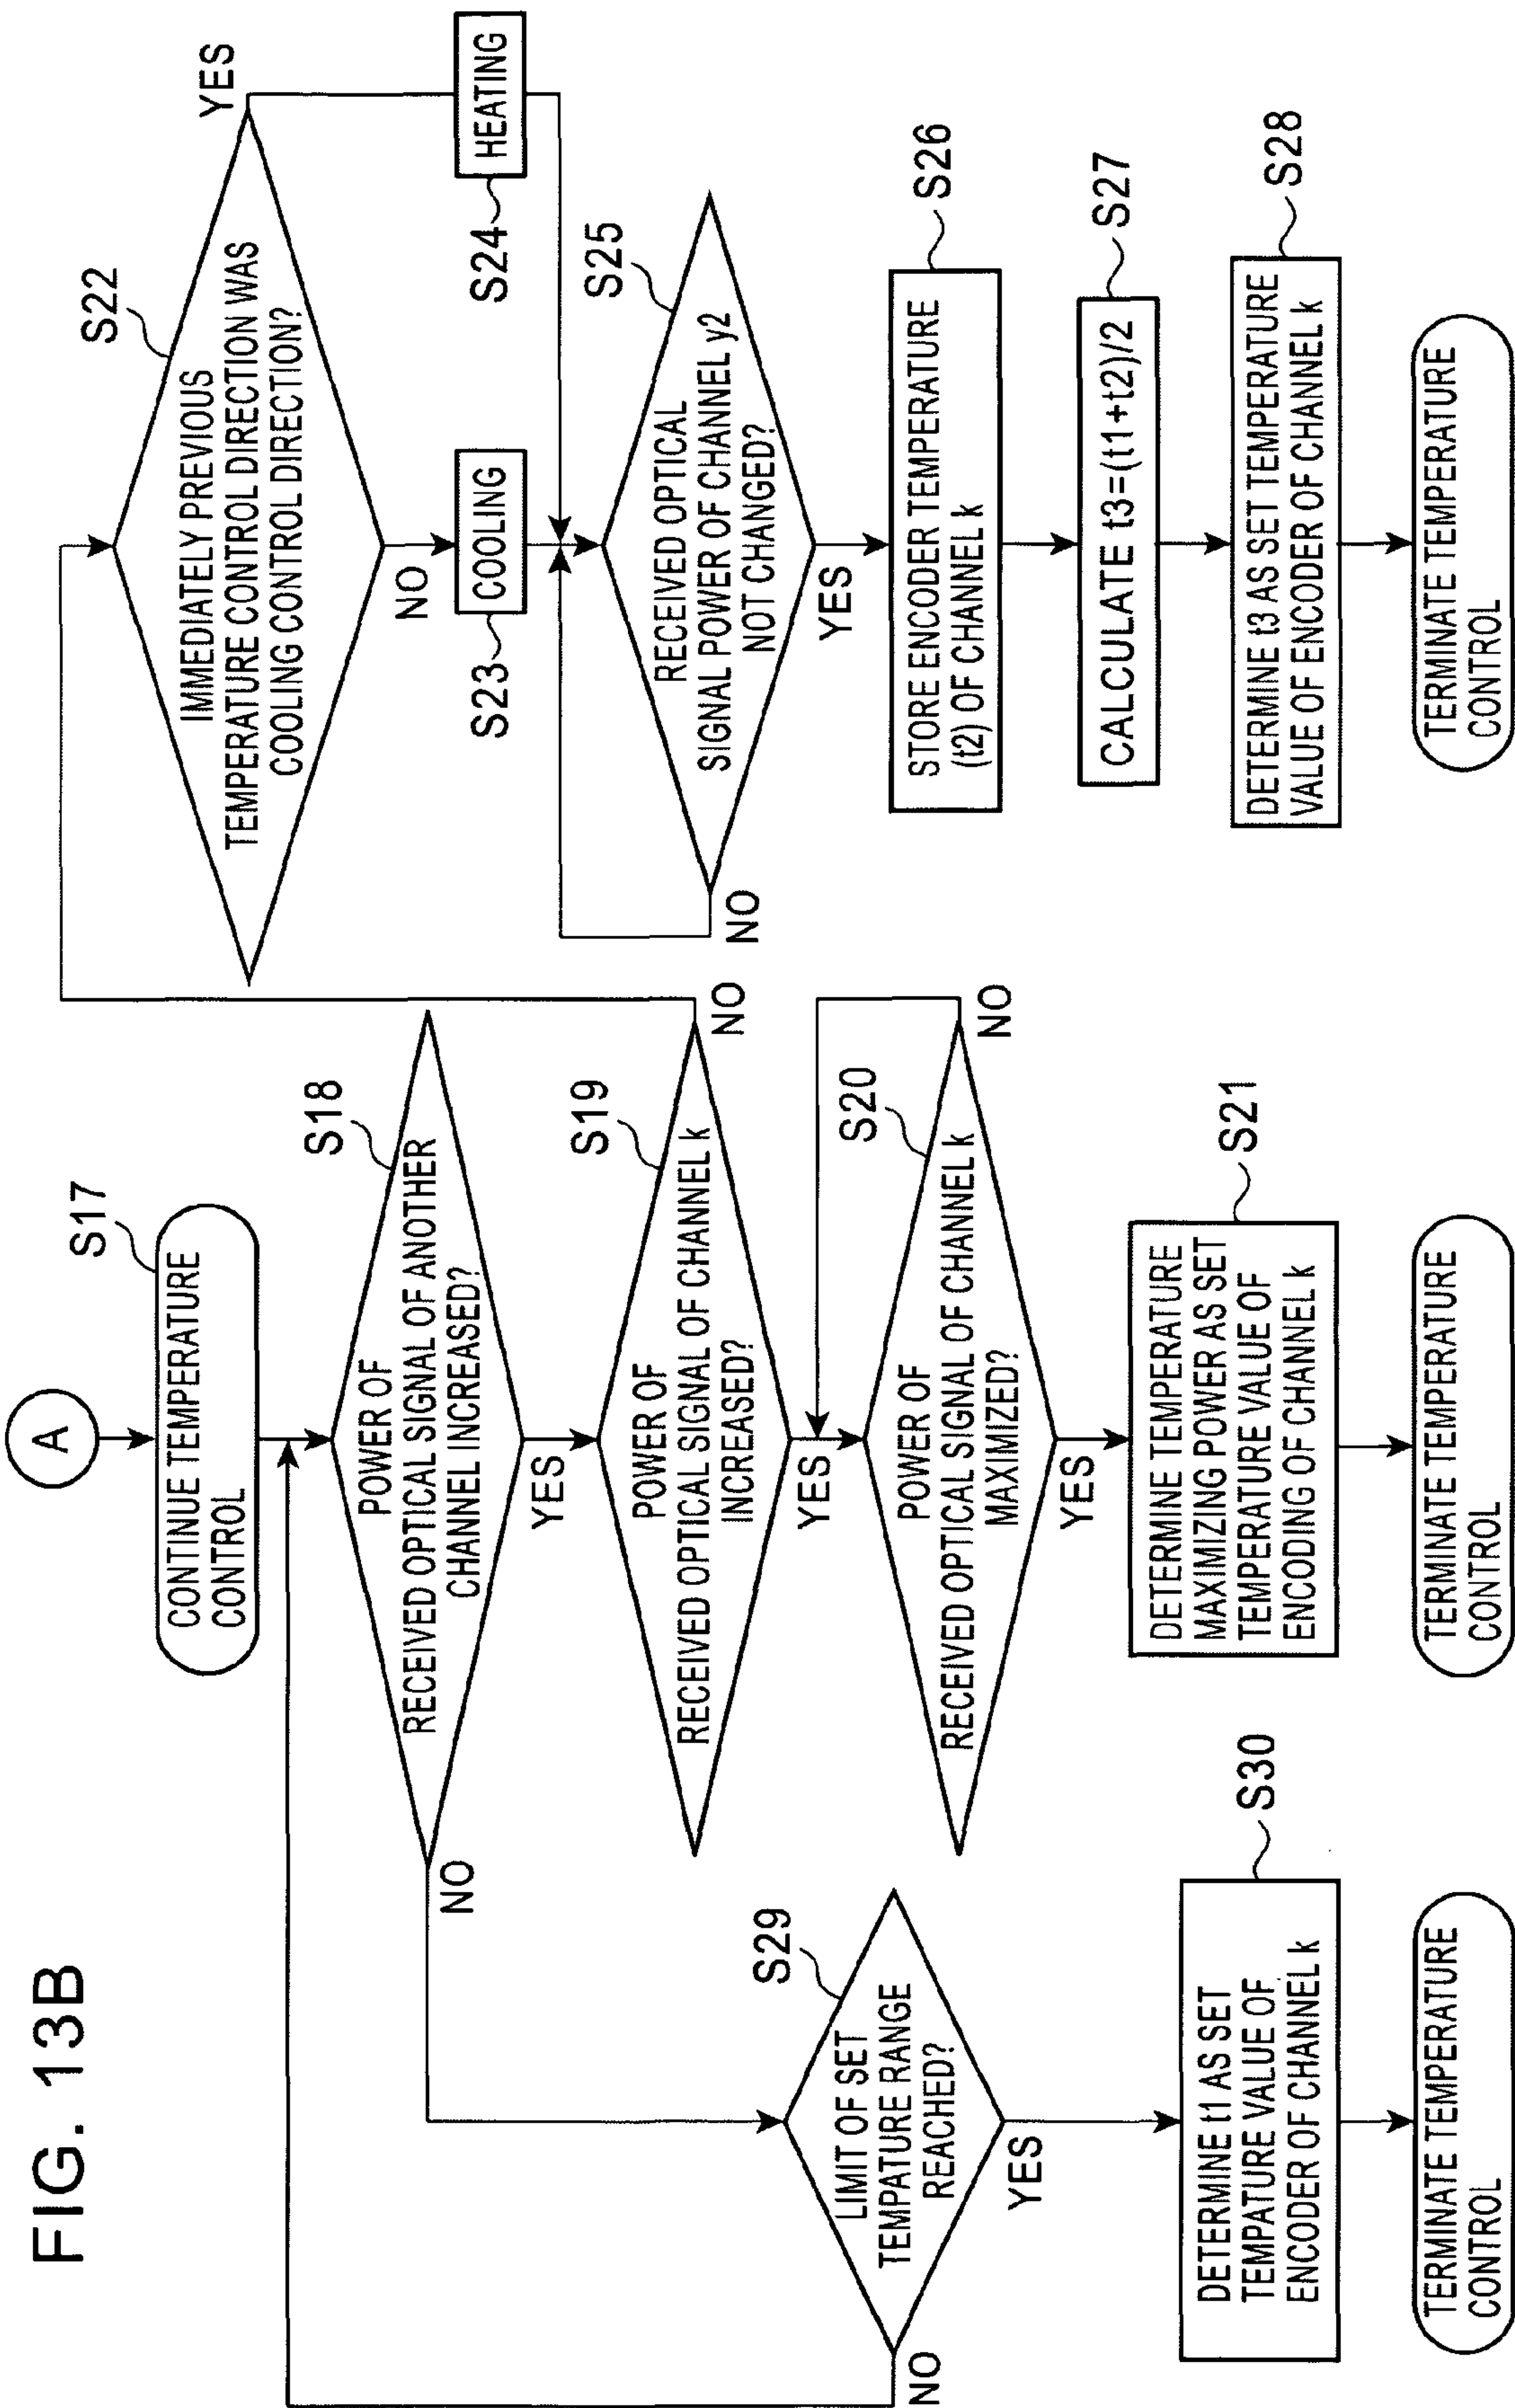 FIG. 13B
A
S17
CONTINUE TEMPERATURE
CONTROL
S18
POWER OF
RECEIVED OPTICAL SIGNAL OF ANOTHER
CHANNEL INCREASED?
NO
YES
S19
POWER OF
RECEIVED OPTICAL SIGNAL OF CHANNEL k
INCREASED?
NO
YES
S20
POWER OF
RECEIVED OPTICAL SIGNAL OF CHANNEL k
MAXIMIZED?
NO
YES
S21
DETERMINE TEMPERATURE
MAXIMIZING POWER AS SET
TEMPERATURE VALUE OF
ENCODING OF CHANNEL k
TERMINATE TEMPERATURE
CONTROL
S22
IMMEDIATELY PREVIOUS
TEMPERATURE CONTROL DIRECTION WAS
COOLING CONTROL DIRECTION?
YES
NO
S23
COOLING
S24
HEATING
S25
RECEIVED OPTICAL
SIGNAL POWER OF CHANNEL y2
NOT CHANGED?
NO
YES
S26
STORE ENCODER TEMPERATURE
(t2) OF CHANNEL k
S27
CALCULATE t3=(t1+t2)/2
S28
DETERMINE t3 AS SET TEMPERATURE
VALUE OF ENCODER OF CHANNEL k
TERMINATE TEMPERATURE
CONTROL
S29
LIMIT OF SET
TEMPATURE RANGE
REACHED?
NO
YES
S30
DETERMINE t1 AS SET
TEMPATURE VALUE OF
ENCODER OF CHANNEL k
TERMINATE TEMPERATURE
CONTROL